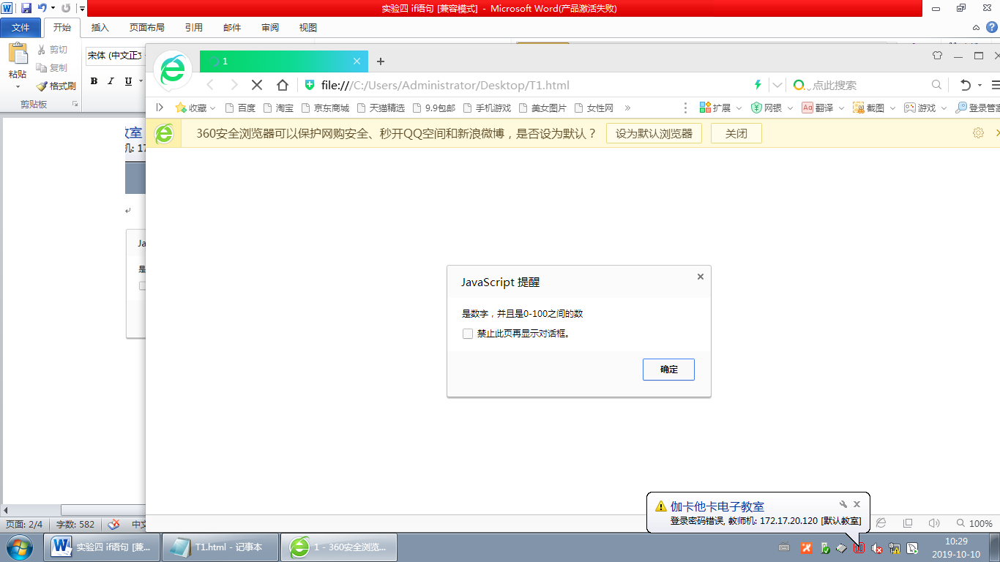 实验四 if语句 [兼容模式] - Microsoft Word(产品激活失败)
文件 开始 插入 页面布局 引用 邮件 审阅 视图
宋体 (中文正文
粘贴 剪切
复制
格式刷
B I U
剪贴板
1
file:///C:/Users/Administrator/Desktop/T1.html
点此搜索
收藏 百度 淘宝 京东商城 天猫精选 9.9包邮 手机游戏 美女图片 女性网 » 扩展 网银 翻译 截图 游戏 登录管家
360安全浏览器可以保护网购安全、秒开QQ空间和新浪微博，是否设为默认？ 设为默认浏览器 关闭
教室
机: 17
Ja
是
JavaScript 提醒
是数字，并且是0-100之间的数
禁止此页再显示对话框。
确定
伽卡他卡电子教室
登录密码错误, 教师机: 172.17.20.120 [默认教室]
页面: 2/4 字数: 582 中文
100%
实验四 if语句 [兼... T1.html - 记事本 1 - 360安全浏览...
10:29
2019-10-10